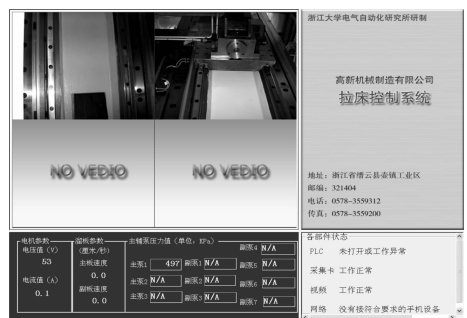 浙江大学电气自动化研究所研制
高新机械制造有限公司
拉床控制系统
NO VEDIO
NO VEDIO
地址：浙江省缙云县壶镇工业区
邮编：321404
电话：0578-3559312
传真：0578-3559200
电机参数
电压值（V）
53
电流值（A）
0.1
溜板参数
(厘米/秒)
主板速度
0.0
副板速度
0.0
主辅泵压力值（单位：KPa）
主泵1 497 副泵1 N/A
主泵2 N/A 副泵2 N/A
主泵3 N/A 副泵3 N/A
副泵4 N/A
副泵5 N/A
副泵6 N/A
副泵7 N/A
各部件状态
PLC 未打开或工作异常
采集卡 工作正常
视频 工作正常
网络 没有接符合要求的手机设备